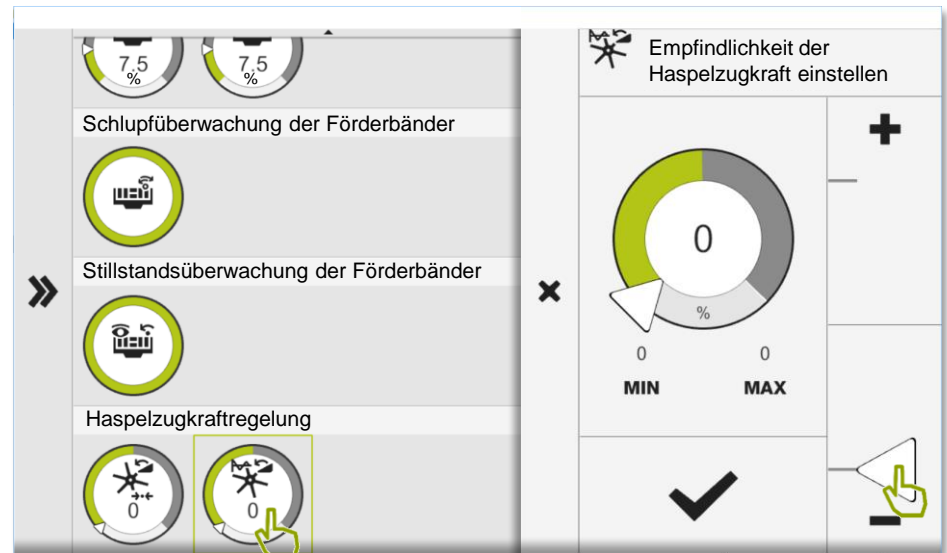 7,5
%
7,5
%
Schlupfüberwachung der Förderbänder
Stillstandsüberwachung der Förderbänder
Haspelzugkraftregelung
0
0
Empfindlichkeit der
Haspelzugkraft einstellen
0
%
0
0
MIN
MAX